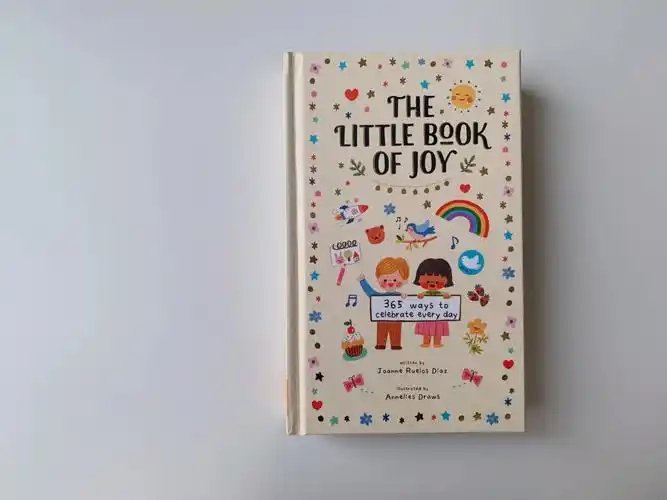 THE
LITTLE BOOK
OF JOY
365 ways to
celebrate every day
written by
Joanne Ruelos Diaz
illustrated by
Annelies Draws